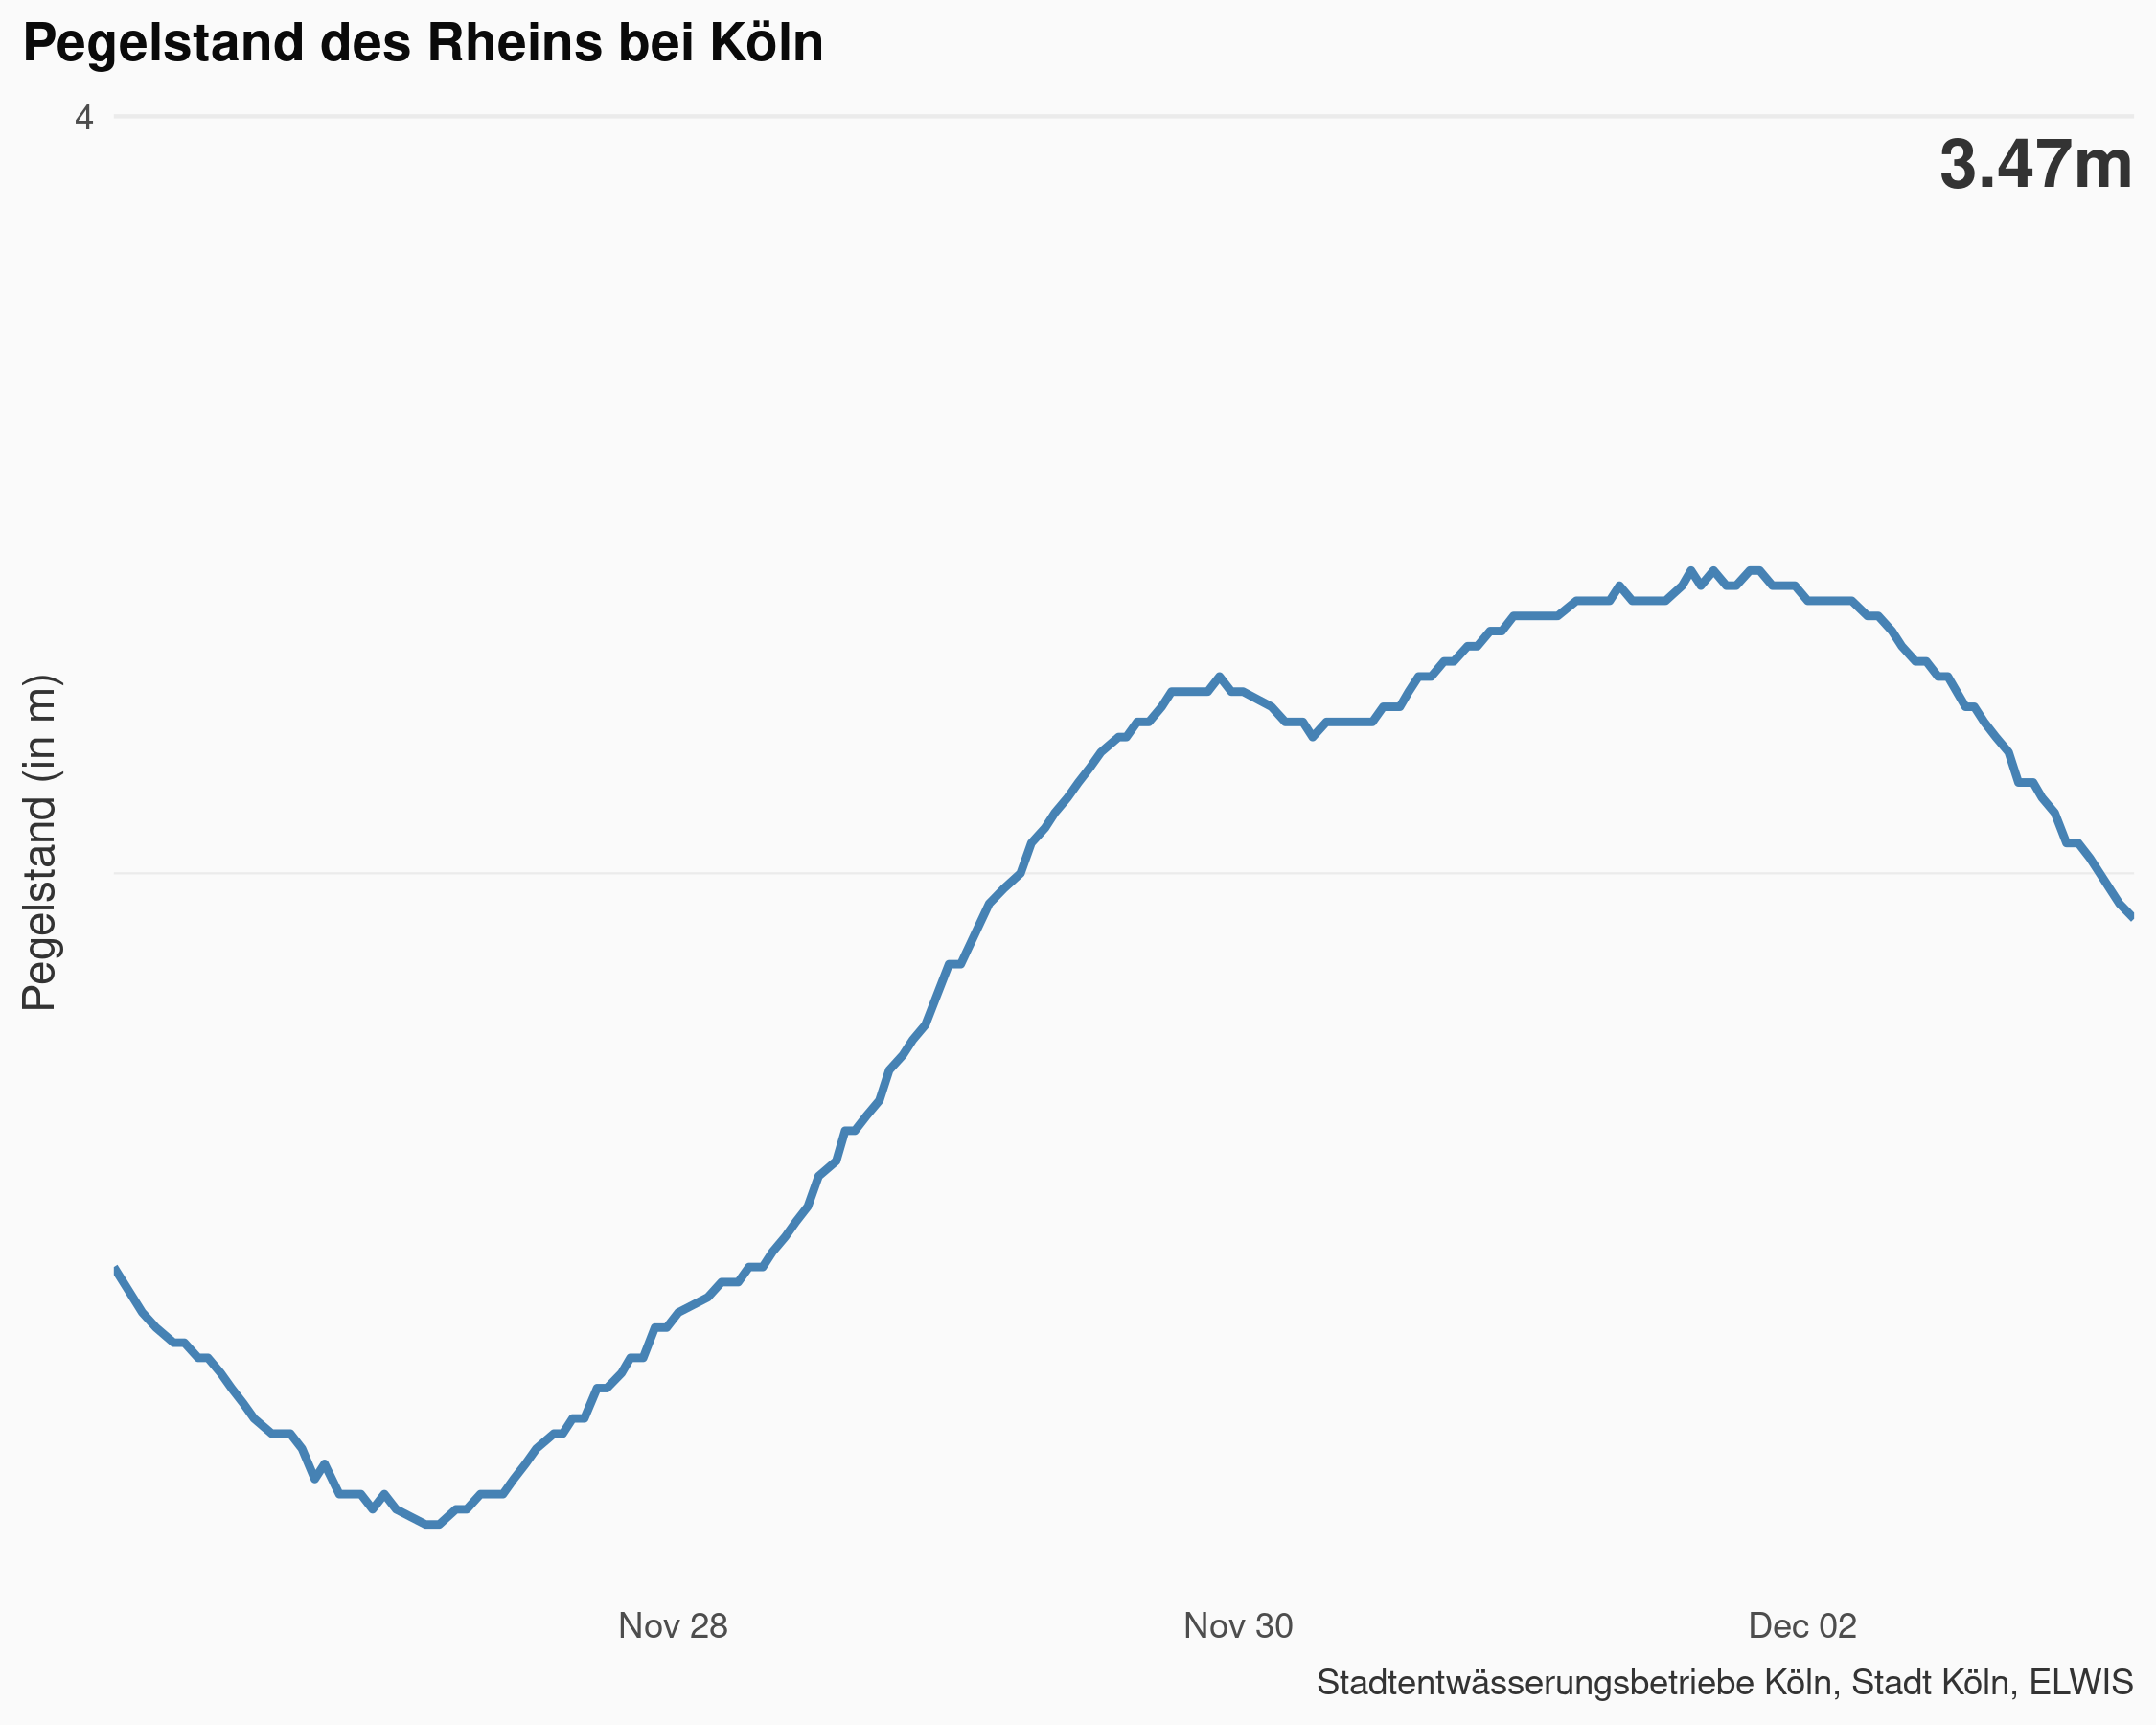 Pegelstand des Rheins bei Köln
4
3.47m
Pegelstand (in m)
Nov 28
Nov 30
Dec 02
Stadtentwässerungsbetriebe Köln, Stadt Köln, ELWIS